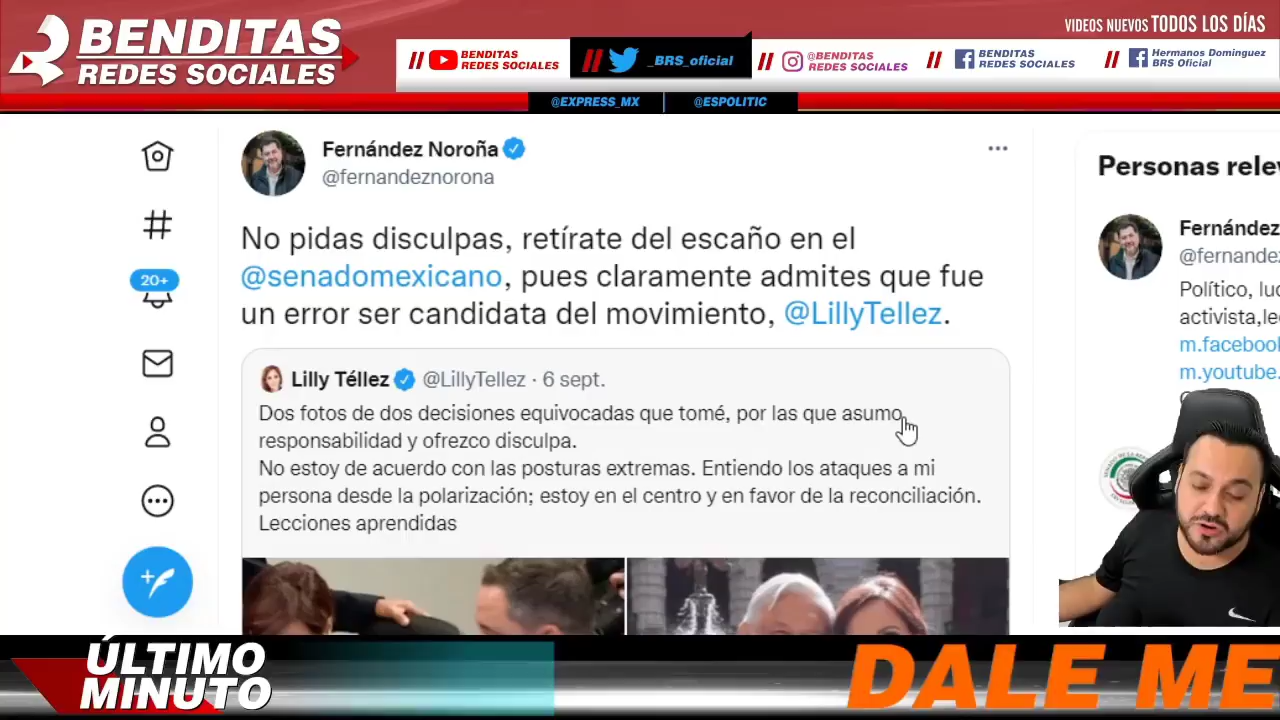 BENDITAS
REDES SOCIALES
VIDEOS NUEVOS TODOS LOS DÍAS
// BENDITAS
REDES SOCIALES
// _BRS_oficial
// @BENDITAS
REDES SOCIALES
// BENDITAS
REDES SOCIALES
// Hermanos Dominguez
BRS Oficial
@EXPRESS_MX
@ESPOLITIC
Fernández Noroña
@fernandeznorona
No pidas disculpas, retírate del escaño en el
@senadomexicano, pues claramente admites que fue
un error ser candidata del movimiento, @LillyTellez.
Lilly Téllez @LillyTellez · 6 sept.
Dos fotos de dos decisiones equivocadas que tomé, por las que asumo
responsabilidad y ofrezco disculpa.
No estoy de acuerdo con las posturas extremas. Entiendo los ataques a mi
persona desde la polarización; estoy en el centro y en favor de la reconciliación.
Lecciones aprendidas
20+
Personas rele
Fernández
@fernande
Político, luc
activista,le
m.facebook
m.youtube.
ÚLTIMO
MINUTO
DALE ME